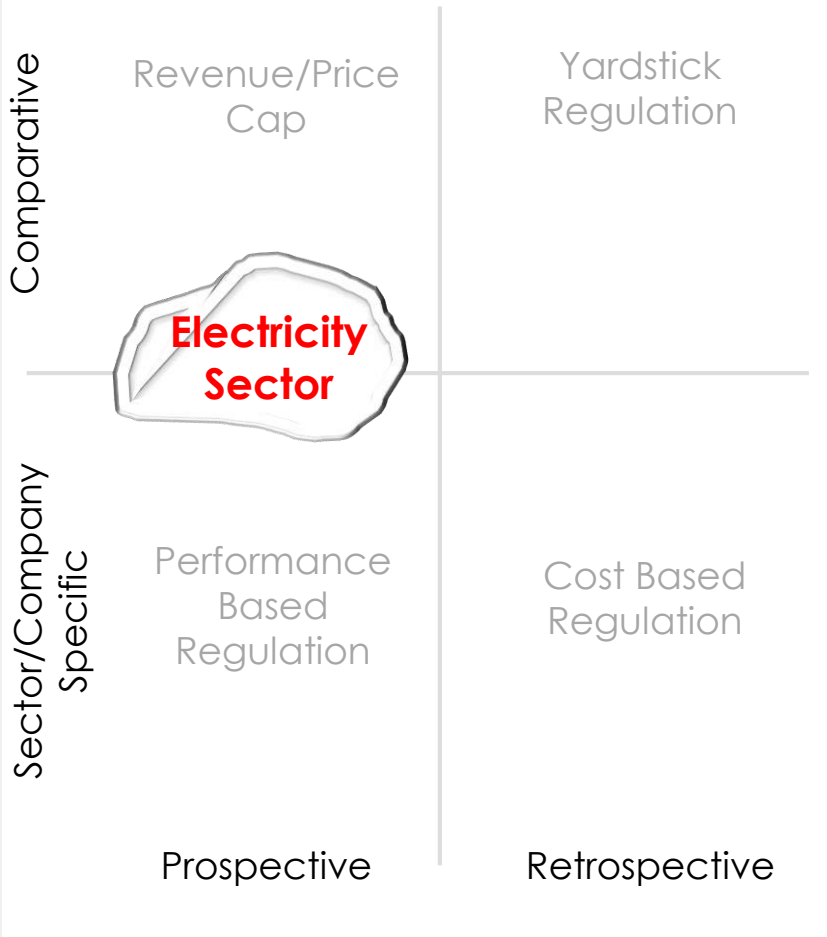 Comparative
Revenue/Price
Cap
Yardstick
Regulation
Electricity
Sector
Sector/Company
Specific
Performance
Based
Regulation
Cost Based
Regulation
Prospective
Retrospective